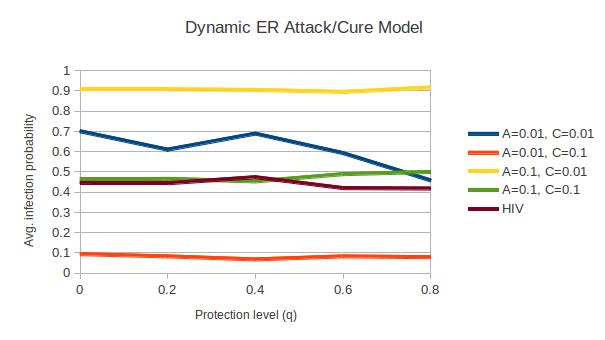 Dynamic ER Attack/Cure Model
1
0.9
0.8
0.7
0.6
0.5
0.4
0.3
0.2
0.1
0
Avg. infection probability
0 0.2 0.4 0.6 0.8
Protection level (q)
A=0.01, C=0.01
A=0.01, C=0.1
A=0.1, C=0.01
A=0.1, C=0.1
HIV